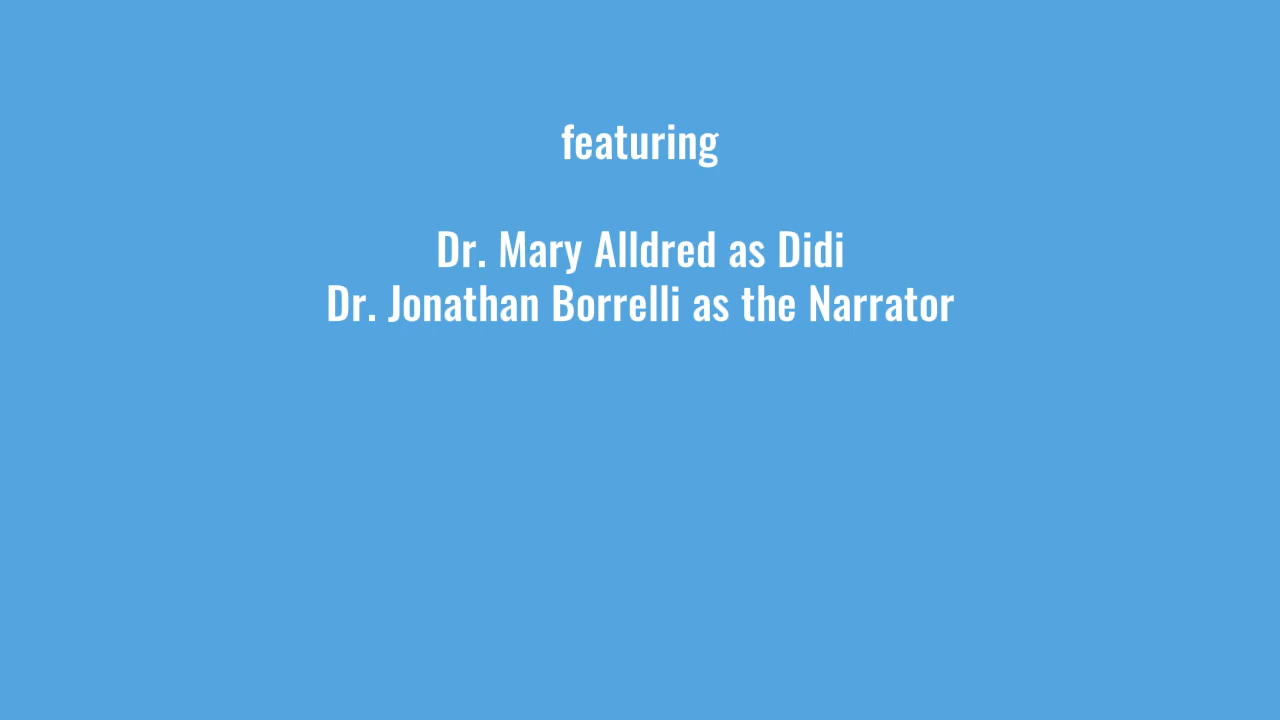 featuring
Dr. Mary Alldred as Didi
Dr. Jonathan Borrelli as the Narrator